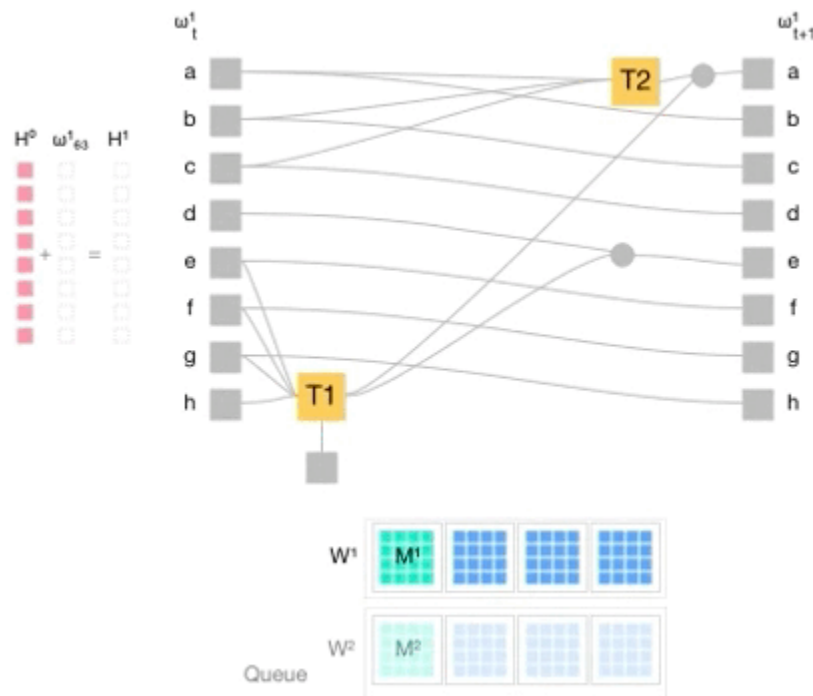 ω¹t ω¹t+1
a T2 a
b b
H⁰ ω¹63 H¹
c c
d d
+ = e e
f f
g g
h T1 h
W¹ M¹
W² M²
Queue